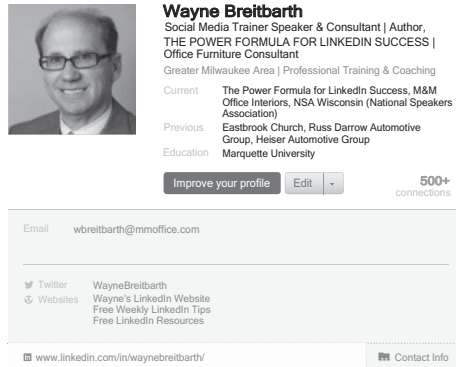 Wayne Breitbarth
Social Media Trainer Speaker & Consultant | Author,
THE POWER FORMULA FOR LINKEDIN SUCCESS |
Office Furniture Consultant
Greater Milwaukee Area | Professional Training & Coaching
Current The Power Formula for LinkedIn Success, M&M
Office Interiors, NSA Wisconsin (National Speakers
Association)
Previous Eastbrook Church, Russ Darrow Automotive
Group, Heiser Automotive Group
Education Marquette University
Improve your profile Edit 500+
connections
Email wbreitbarth@mmoffice.com
Twitter WayneBreitbarth
Websites Wayne's LinkedIn Website
Free Weekly LinkedIn Tips
Free LinkedIn Resources
in www.linkedin.com/in/waynebreitbarth/ Contact Info